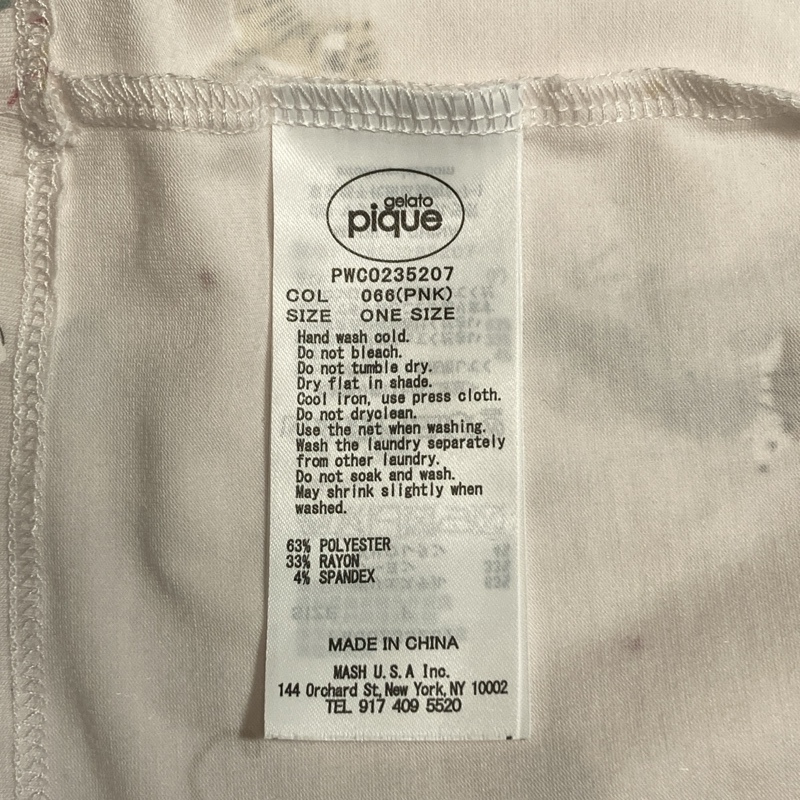 gelato
pique
PWC0235207
COL 066(PNK)
SIZE ONE SIZE
Hand wash cold.
Do not bleach.
Do not tumble dry.
Dry flat in shade.
Cool iron, use press cloth.
Do not dryclean.
Use the net when washing.
Wash the laundry separately
from other laundry.
Do not soak and wash.
May shrink slightly when
washed.
63% POLYESTER
33% RAYON
4% SPANDEX
MADE IN CHINA
MASH U.S.A Inc.
144 Orchard St, New York, NY 10002
TEL 917 409 5520